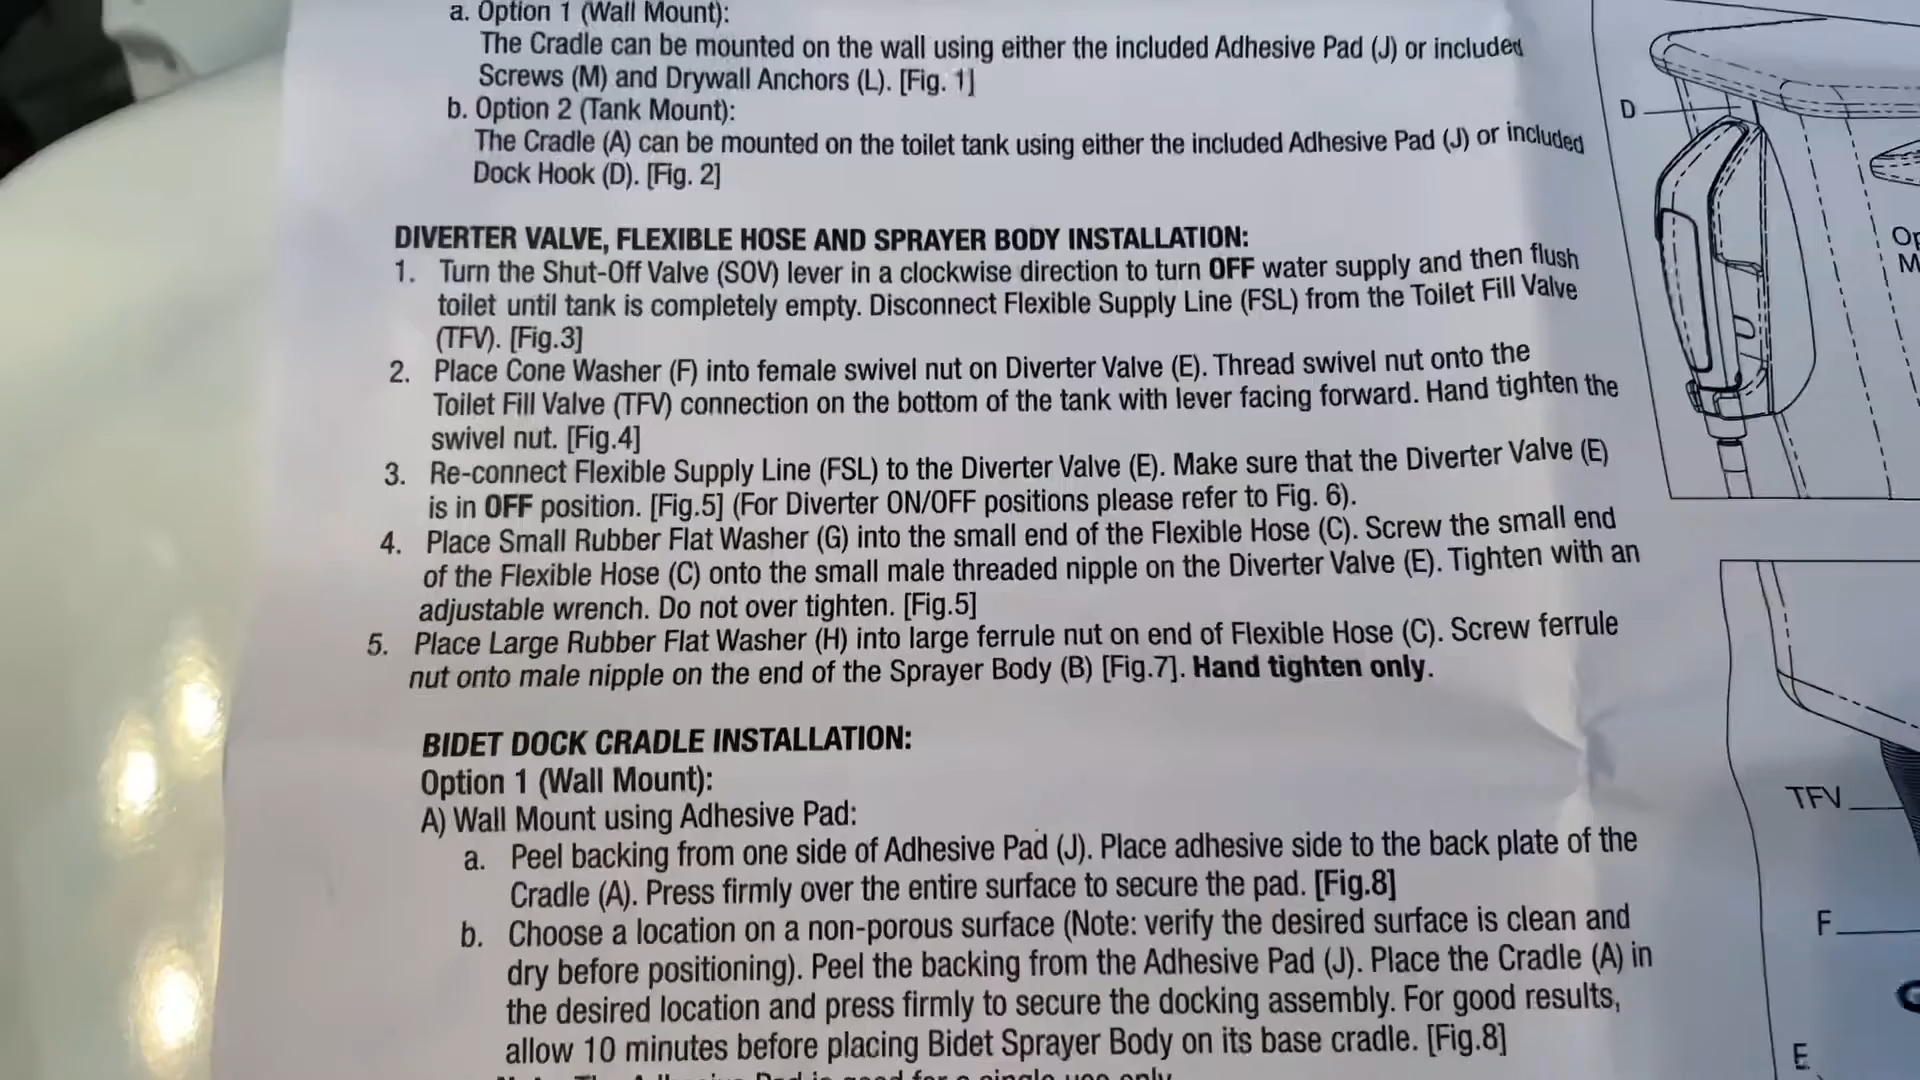 a. Option 1 (Wall Mount):
The Cradle can be mounted on the wall using either the included Adhesive Pad (J) or included
Screws (M) and Drywall Anchors (L). [Fig. 1]
b. Option 2 (Tank Mount):
The Cradle (A) can be mounted on the toilet tank using either the included Adhesive Pad (J) or included
Dock Hook (D). [Fig. 2]
DIVERTER VALVE, FLEXIBLE HOSE AND SPRAYER BODY INSTALLATION:
1. Turn the Shut-Off Valve (SOV) lever in a clockwise direction to turn OFF water supply and then flush
toilet until tank is completely empty. Disconnect Flexible Supply Line (FSL) from the Toilet Fill Valve
(TFV). [Fig.3]
2. Place Cone Washer (F) into female swivel nut on Diverter Valve (E). Thread swivel nut onto the
Toilet Fill Valve (TFV) connection on the bottom of the tank with lever facing forward. Hand tighten the
swivel nut. [Fig.4]
3. Re-connect Flexible Supply Line (FSL) to the Diverter Valve (E). Make sure that the Diverter Valve (E)
is in OFF position. [Fig.5] (For Diverter ON/OFF positions please refer to Fig. 6).
4. Place Small Rubber Flat Washer (G) into the small end of the Flexible Hose (C). Screw the small end
of the Flexible Hose (C) onto the small male threaded nipple on the Diverter Valve (E). Tighten with an
adjustable wrench. Do not over tighten. [Fig.5]
5. Place Large Rubber Flat Washer (H) into large ferrule nut on end of Flexible Hose (C). Screw ferrule
nut onto male nipple on the end of the Sprayer Body (B) [Fig.7]. Hand tighten only.
BIDET DOCK CRADLE INSTALLATION:
Option 1 (Wall Mount):
A) Wall Mount using Adhesive Pad:
a. Peel backing from one side of Adhesive Pad (J). Place adhesive side to the back plate of the
Cradle (A). Press firmly over the entire surface to secure the pad. [Fig.8]
b. Choose a location on a non-porous surface (Note: verify the desired surface is clean and
dry before positioning). Peel the backing from the Adhesive Pad (J). Place the Cradle (A) in
the desired location and press firmly to secure the docking assembly. For good results,
allow 10 minutes before placing Bidet Sprayer Body on its base cradle. [Fig.8]
D
TFV
F
E